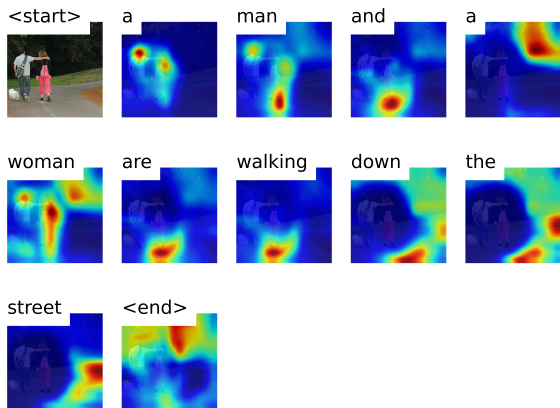 <start> a man and a
woman are walking down the
street <end>